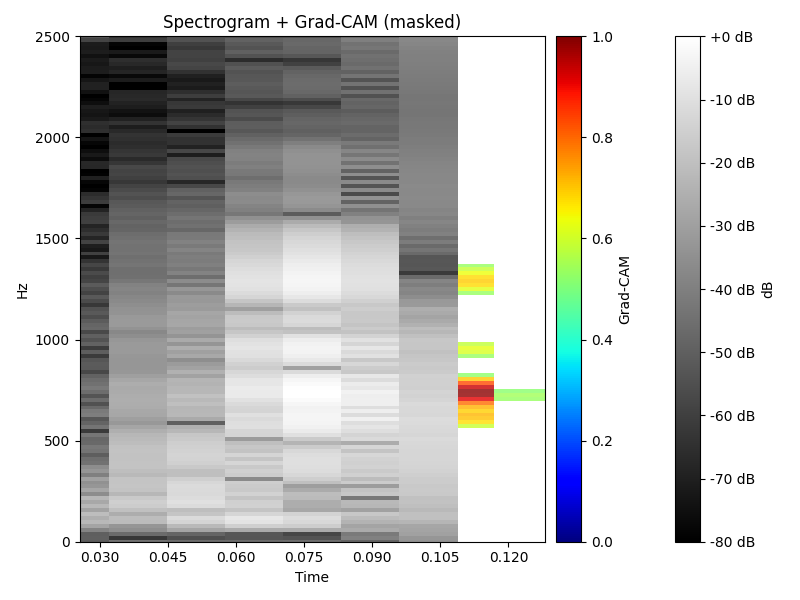 Spectrogram + Grad-CAM (masked)
2500
2000
1500
1000
500
0
Hz
0.030
0.045
0.060
0.075
0.090
0.105
0.120
Time
1.0
0.8
0.6
0.4
0.2
0.0
Grad-CAM
+0 dB
-10 dB
-20 dB
-30 dB
-40 dB
-50 dB
-60 dB
-70 dB
-80 dB
dB